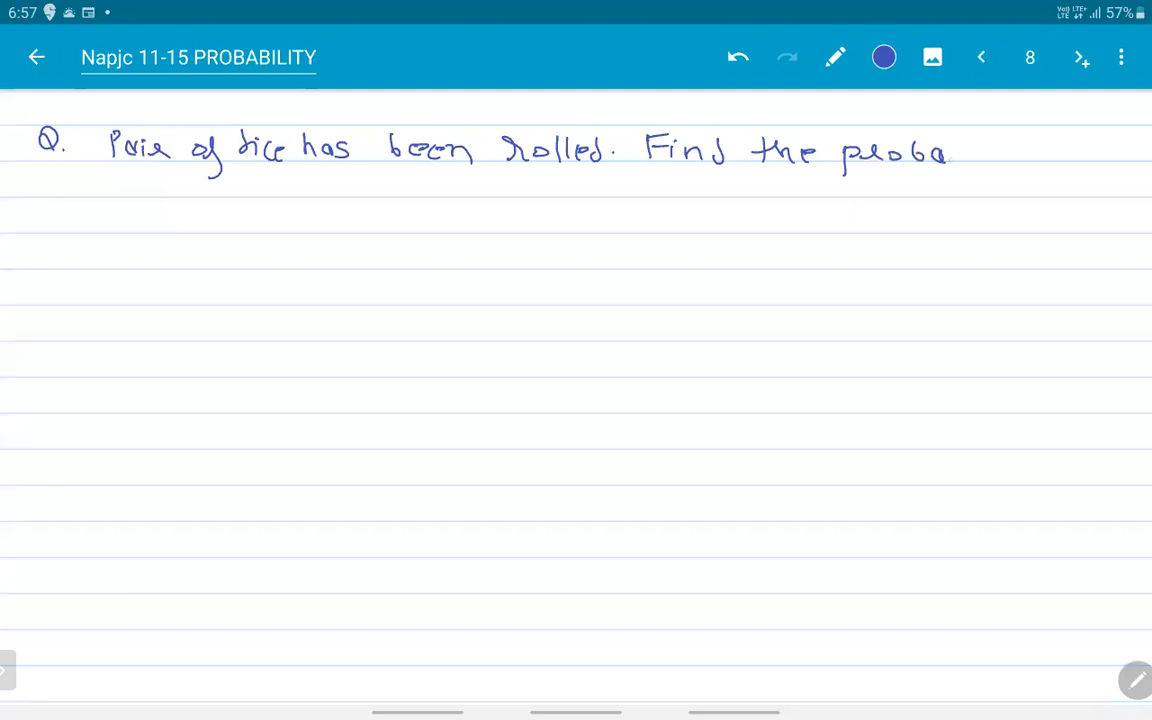 6:57 57%
Napjc 11-15 PROBABILITY 8
Q. Pair of dice has been rolled. Find the proba